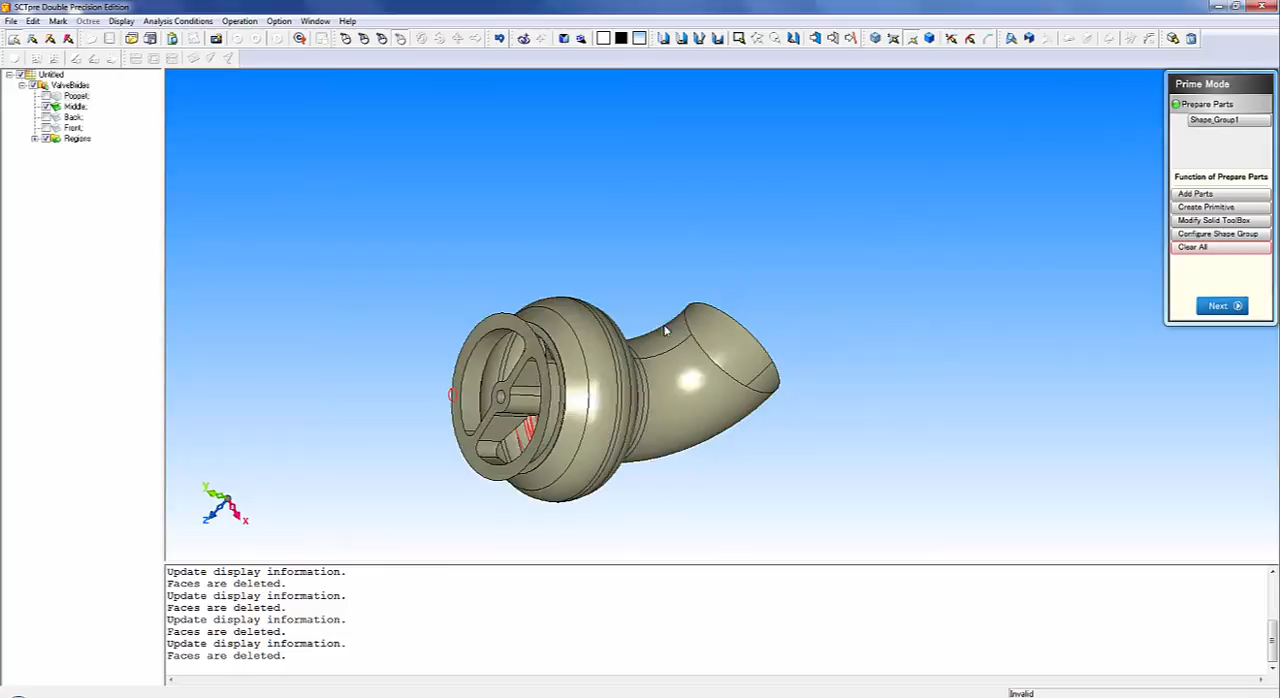 SCTpre Double Precision Edition
File Edit Mark Octree Display Analysis Conditions Operation Option Window Help
Untitled
ValveBrides
Poppet;
Middle;
Back;
Front;
Regions
Prime Mode
Prepare Parts
Shape_Group1
Function of Prepare Parts
Add Parts
Create Primitive
Modify Solid ToolBox
Configure Shape Group
Clear All
Next
Y
Z
X
Update display information.
Faces are deleted.
Update display information.
Faces are deleted.
Update display information.
Faces are deleted.
Update display information.
Faces are deleted.
Invalid